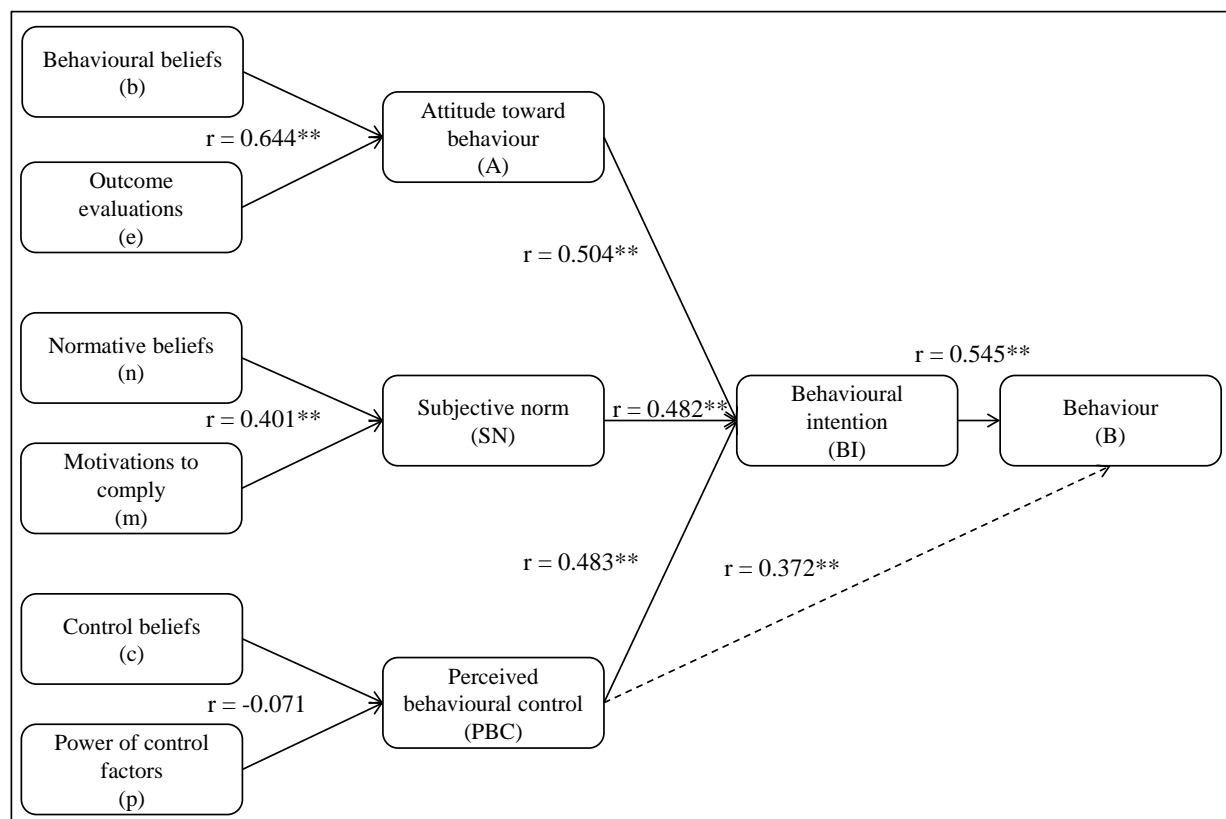 Behavioural beliefs
(b)
r = 0.644**
Outcome
evaluations
(e)
Attitude toward
behaviour
(A)
r = 0.504**
Normative beliefs
(n)
r = 0.401**
Motivations to
comply
(m)
Subjective norm
(SN)
r = 0.482**
Behavioural
intention
(BI)
r = 0.545**
Behaviour
(B)
Control beliefs
(c)
r = -0.071
Power of control
factors
(p)
Perceived
behavioural control
(PBC)
r = 0.483**
r = 0.372**